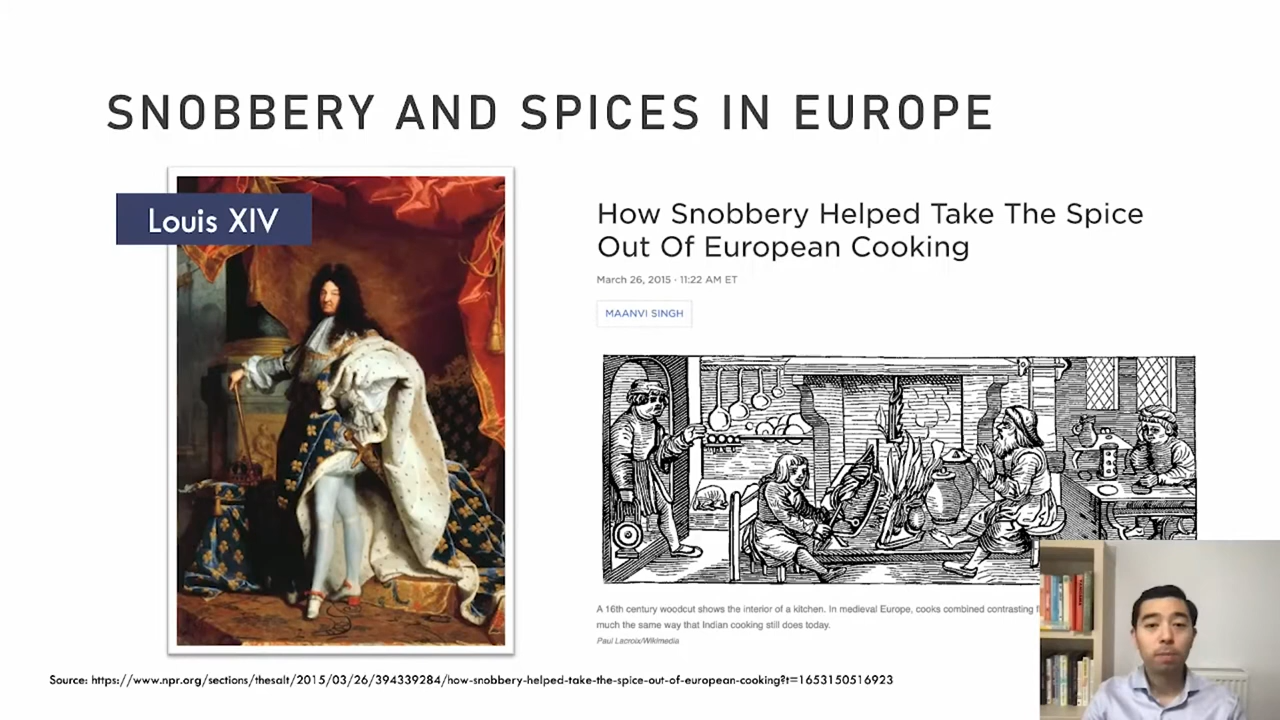 SNOBBERY AND SPICES IN EUROPE
Louis XIV
How Snobbery Helped Take The Spice
Out Of European Cooking
March 26, 2015 · 11:22 AM ET
MAANVI SINGH
A 16th century woodcut shows the interior of a kitchen. In medieval Europe, cooks combined contrasting
much the same way that Indian cooking still does today.
Paul Lacroix/Wikimedia
Source: https://www.npr.org/sections/thesalt/2015/03/26/394339284/how-snobbery-helped-take-the-spice-out-of-european-cooking?t=1653150516923